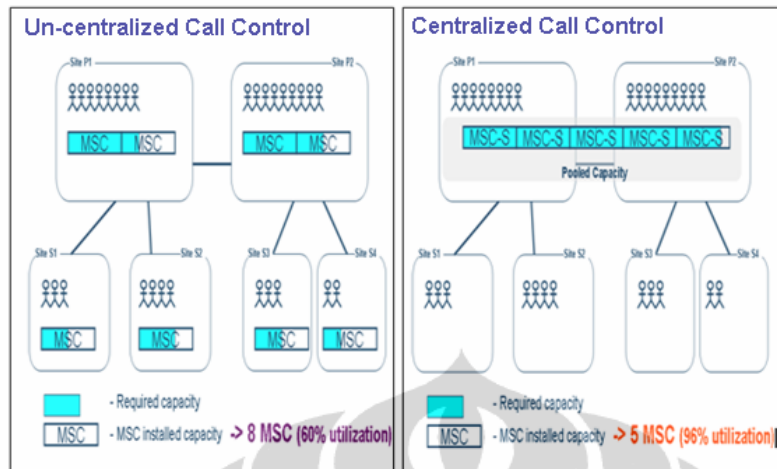 Un-centralized Call Control
Site P1
Site P2
MSC MSC
MSC MSC
Site S1
Site S2
Site S3
Site S4
MSC
MSC
MSC
MSC
- Required capacity
MSC - MSC installed capacity -> 8 MSC (60% utilization)
Centralized Call Control
Site P1
Site P2
MSC-S MSC-S MSC-S MSC-S MSC-S
Pooled Capacity
Site S1
Site S2
Site S3
Site S4
- Required capacity
MSC - MSC installed capacity -> 5 MSC (96% utilization)